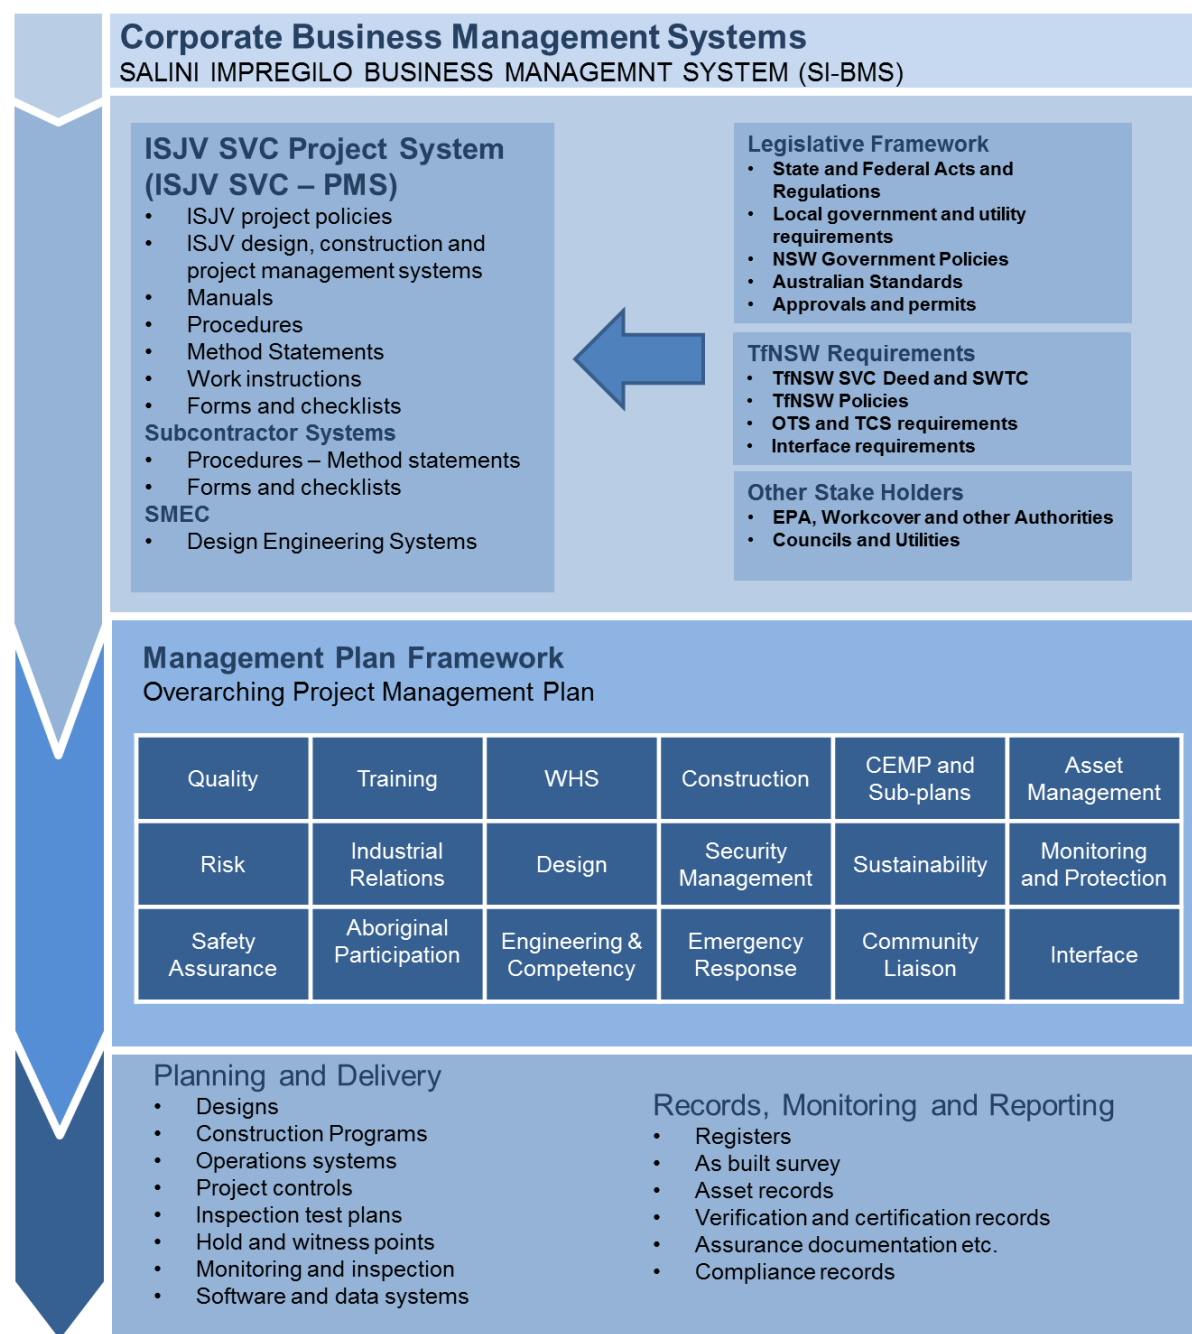 Corporate Business Management Systems
SALINI IMPREGILO BUSINESS MANAGEMNT SYSTEM (SI-BMS)
ISJV SVC Project System
(ISJV SVC – PMS)
• ISJV project policies
• ISJV design, construction and
project management systems
• Manuals
• Procedures
• Method Statements
• Work instructions
• Forms and checklists
Subcontractor Systems
• Procedures – Method statements
• Forms and checklists
SMEC
• Design Engineering Systems
Legislative Framework
• State and Federal Acts and
Regulations
• Local government and utility
requirements
• NSW Government Policies
• Australian Standards
• Approvals and permits
TfNSW Requirements
• TfNSW SVC Deed and SWTC
• TfNSW Policies
• OTS and TCS requirements
• Interface requirements
Other Stake Holders
• EPA, Workcover and other Authorities
• Councils and Utilities
Management Plan Framework
Overarching Project Management Plan
Quality
Training
WHS
Construction
CEMP and
Sub-plans
Asset
Management
Risk
Industrial
Relations
Design
Security
Management
Sustainability
Monitoring
and Protection
Safety
Assurance
Aboriginal
Participation
Engineering &
Competency
Emergency
Response
Community
Liaison
Interface
Planning and Delivery
• Designs
• Construction Programs
• Operations systems
• Project controls
• Inspection test plans
• Hold and witness points
• Monitoring and inspection
• Software and data systems
Records, Monitoring and Reporting
• Registers
• As built survey
• Asset records
• Verification and certification records
• Assurance documentation etc.
• Compliance records